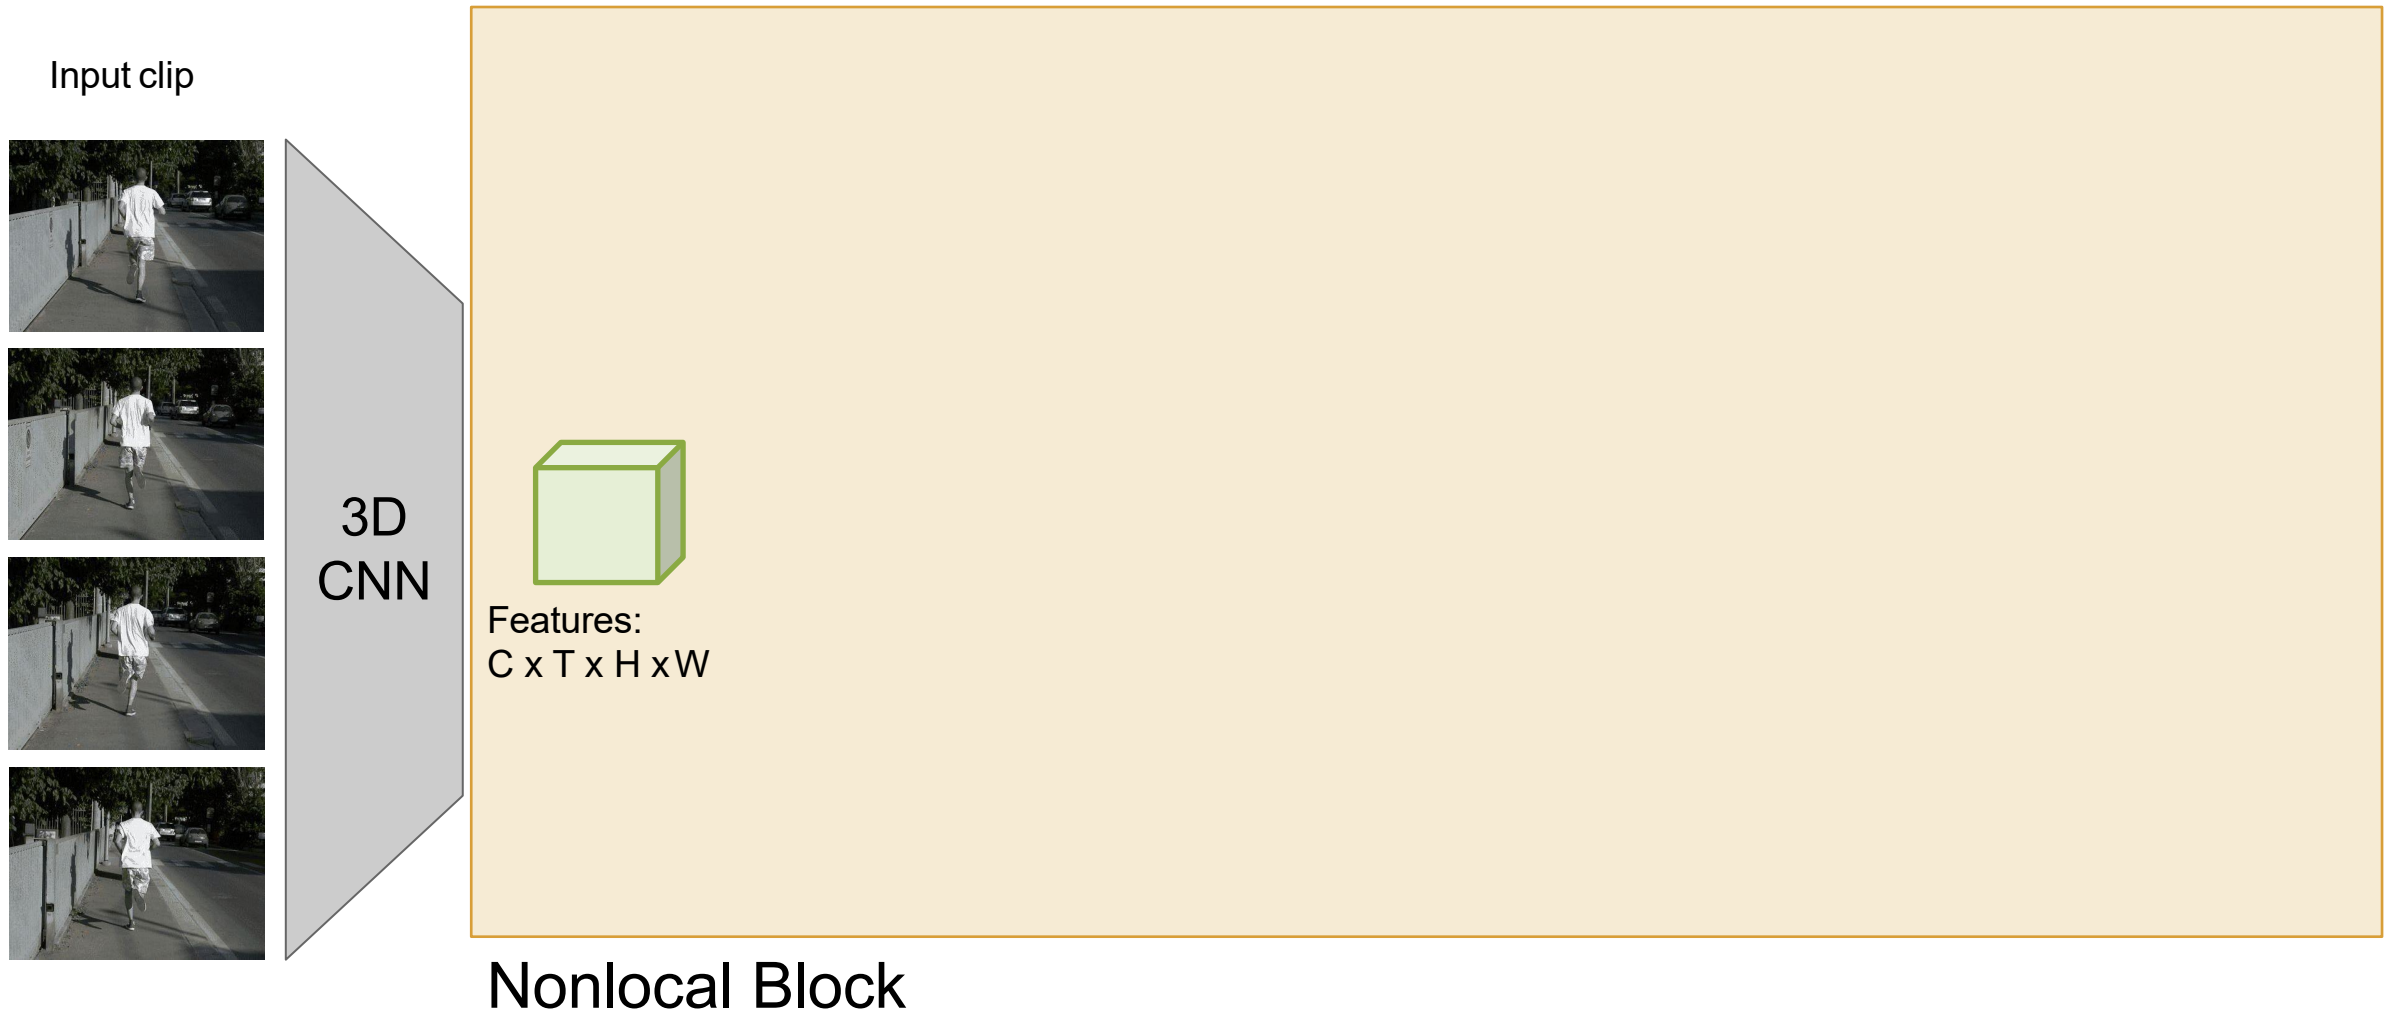 Input clip
3D
CNN
Features:
C x T x H x W
Nonlocal Block